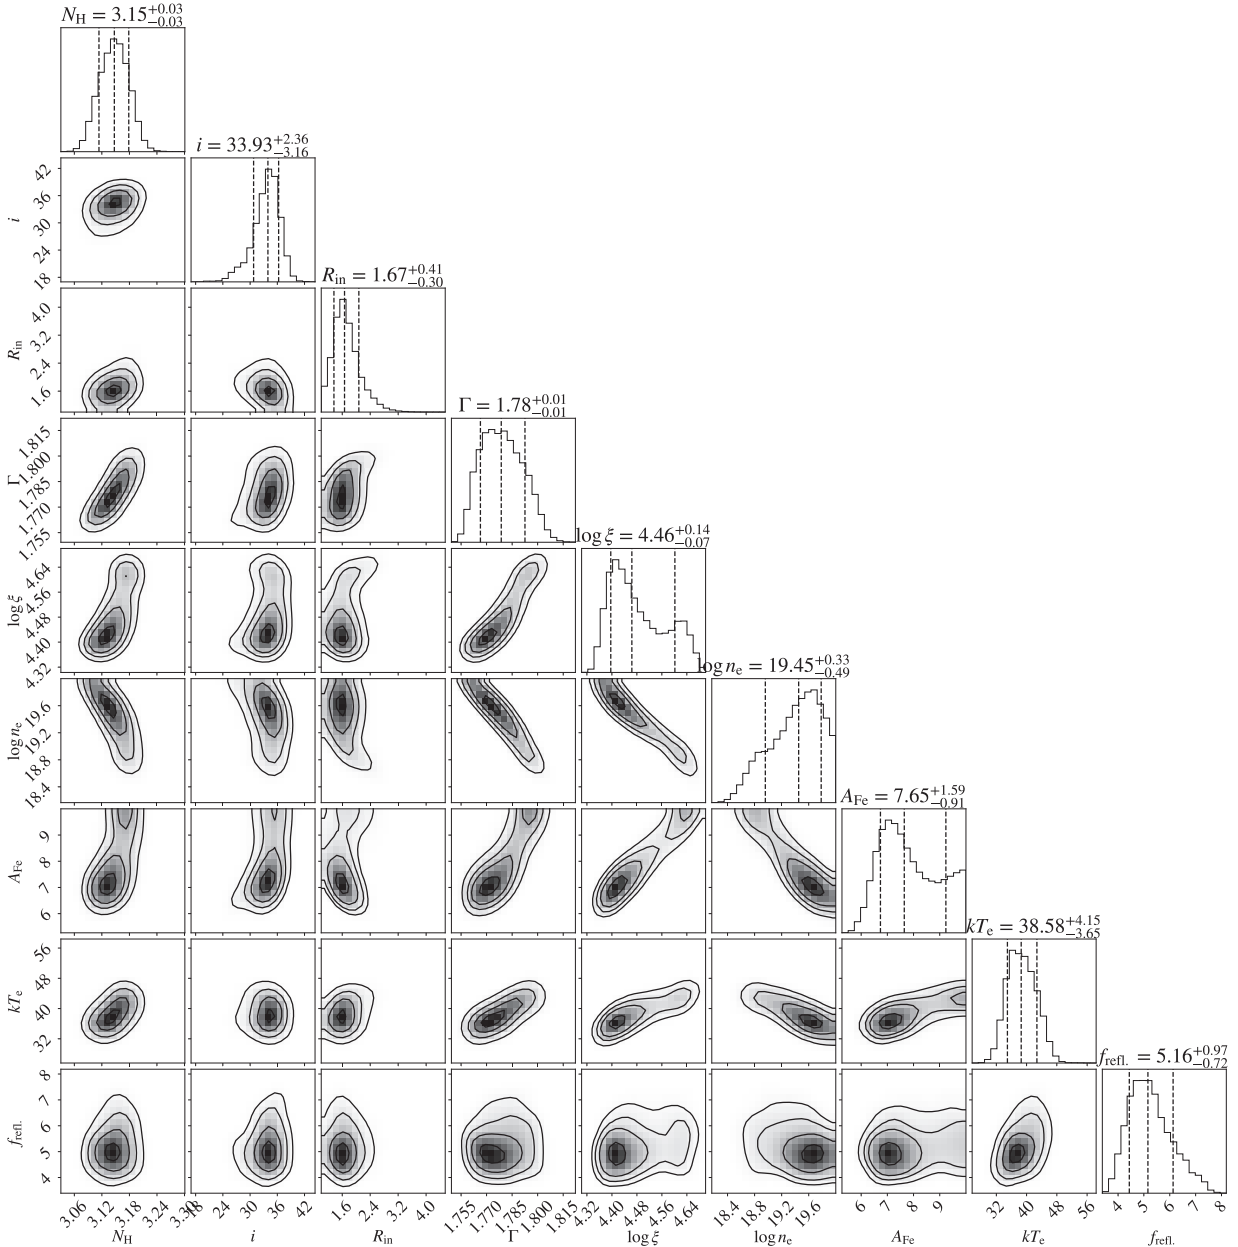 N_H = 3.15^{+0.03}_{−0.03}
i = 33.93^{+2.36}_{−3.16}
42
36
30
24
18
i
R_in = 1.67^{+0.41}_{−0.30}
4.0
3.2
2.4
1.6
R_in
Γ = 1.78^{+0.01}_{−0.01}
1.815
1.800
1.785
1.770
1.755
Γ
log ξ = 4.46^{+0.14}_{−0.07}
4.64
4.56
4.48
4.40
4.32
log ξ
log n_e = 19.45^{+0.33}_{−0.49}
19.6
19.2
18.8
18.4
log n_e
A_Fe = 7.65^{+1.59}_{−0.91}
9
8
7
6
A_Fe
kT_e = 38.58^{+4.15}_{−3.65}
56
48
40
32
kT_e
f_refl. = 5.16^{+0.97}_{−0.72}
8
7
6
5
4
f_refl.
3.06 3.12 3.18 3.24 3.30 18 24 30 36 42 1.6 2.4 3.2 4.0 1.755 1.770 1.785 1.800 1.815 4.32 4.40 4.48 4.56 4.64 18.4 18.8 19.2 19.6 6 7 8 9 32 40 48 56 4 5 6 7 8
N_H i R_in Γ log ξ log n_e A_Fe kT_e f_refl.